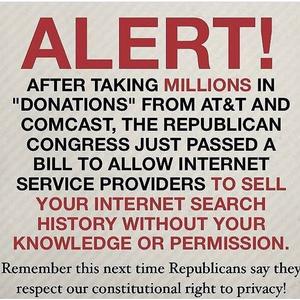 ALERT!
AFTER TAKING MILLIONS IN
"DONATIONS" FROM AT&T AND
COMCAST, THE REPUBLICAN
CONGRESS JUST PASSED A
BILL TO ALLOW INTERNET
SERVICE PROVIDERS TO SELL
YOUR INTERNET SEARCH
HISTORY WITHOUT YOUR
KNOWLEDGE OR PERMISSION.
Remember this next time Republicans say they
respect our constitutional right to privacy!